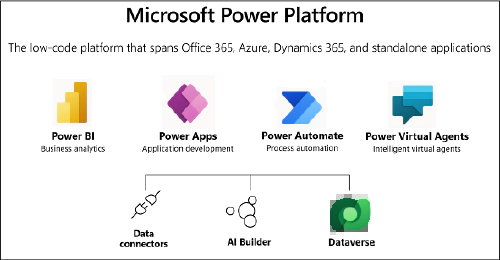 Microsoft Power Platform
The low-code platform that spans Office 365, Azure, Dynamics 365, and standalone applications
Power BI
Business analytics
Power Apps
Application development
Power Automate
Process automation
Power Virtual Agents
Intelligent virtual agents
Data
connectors
AI Builder
Dataverse